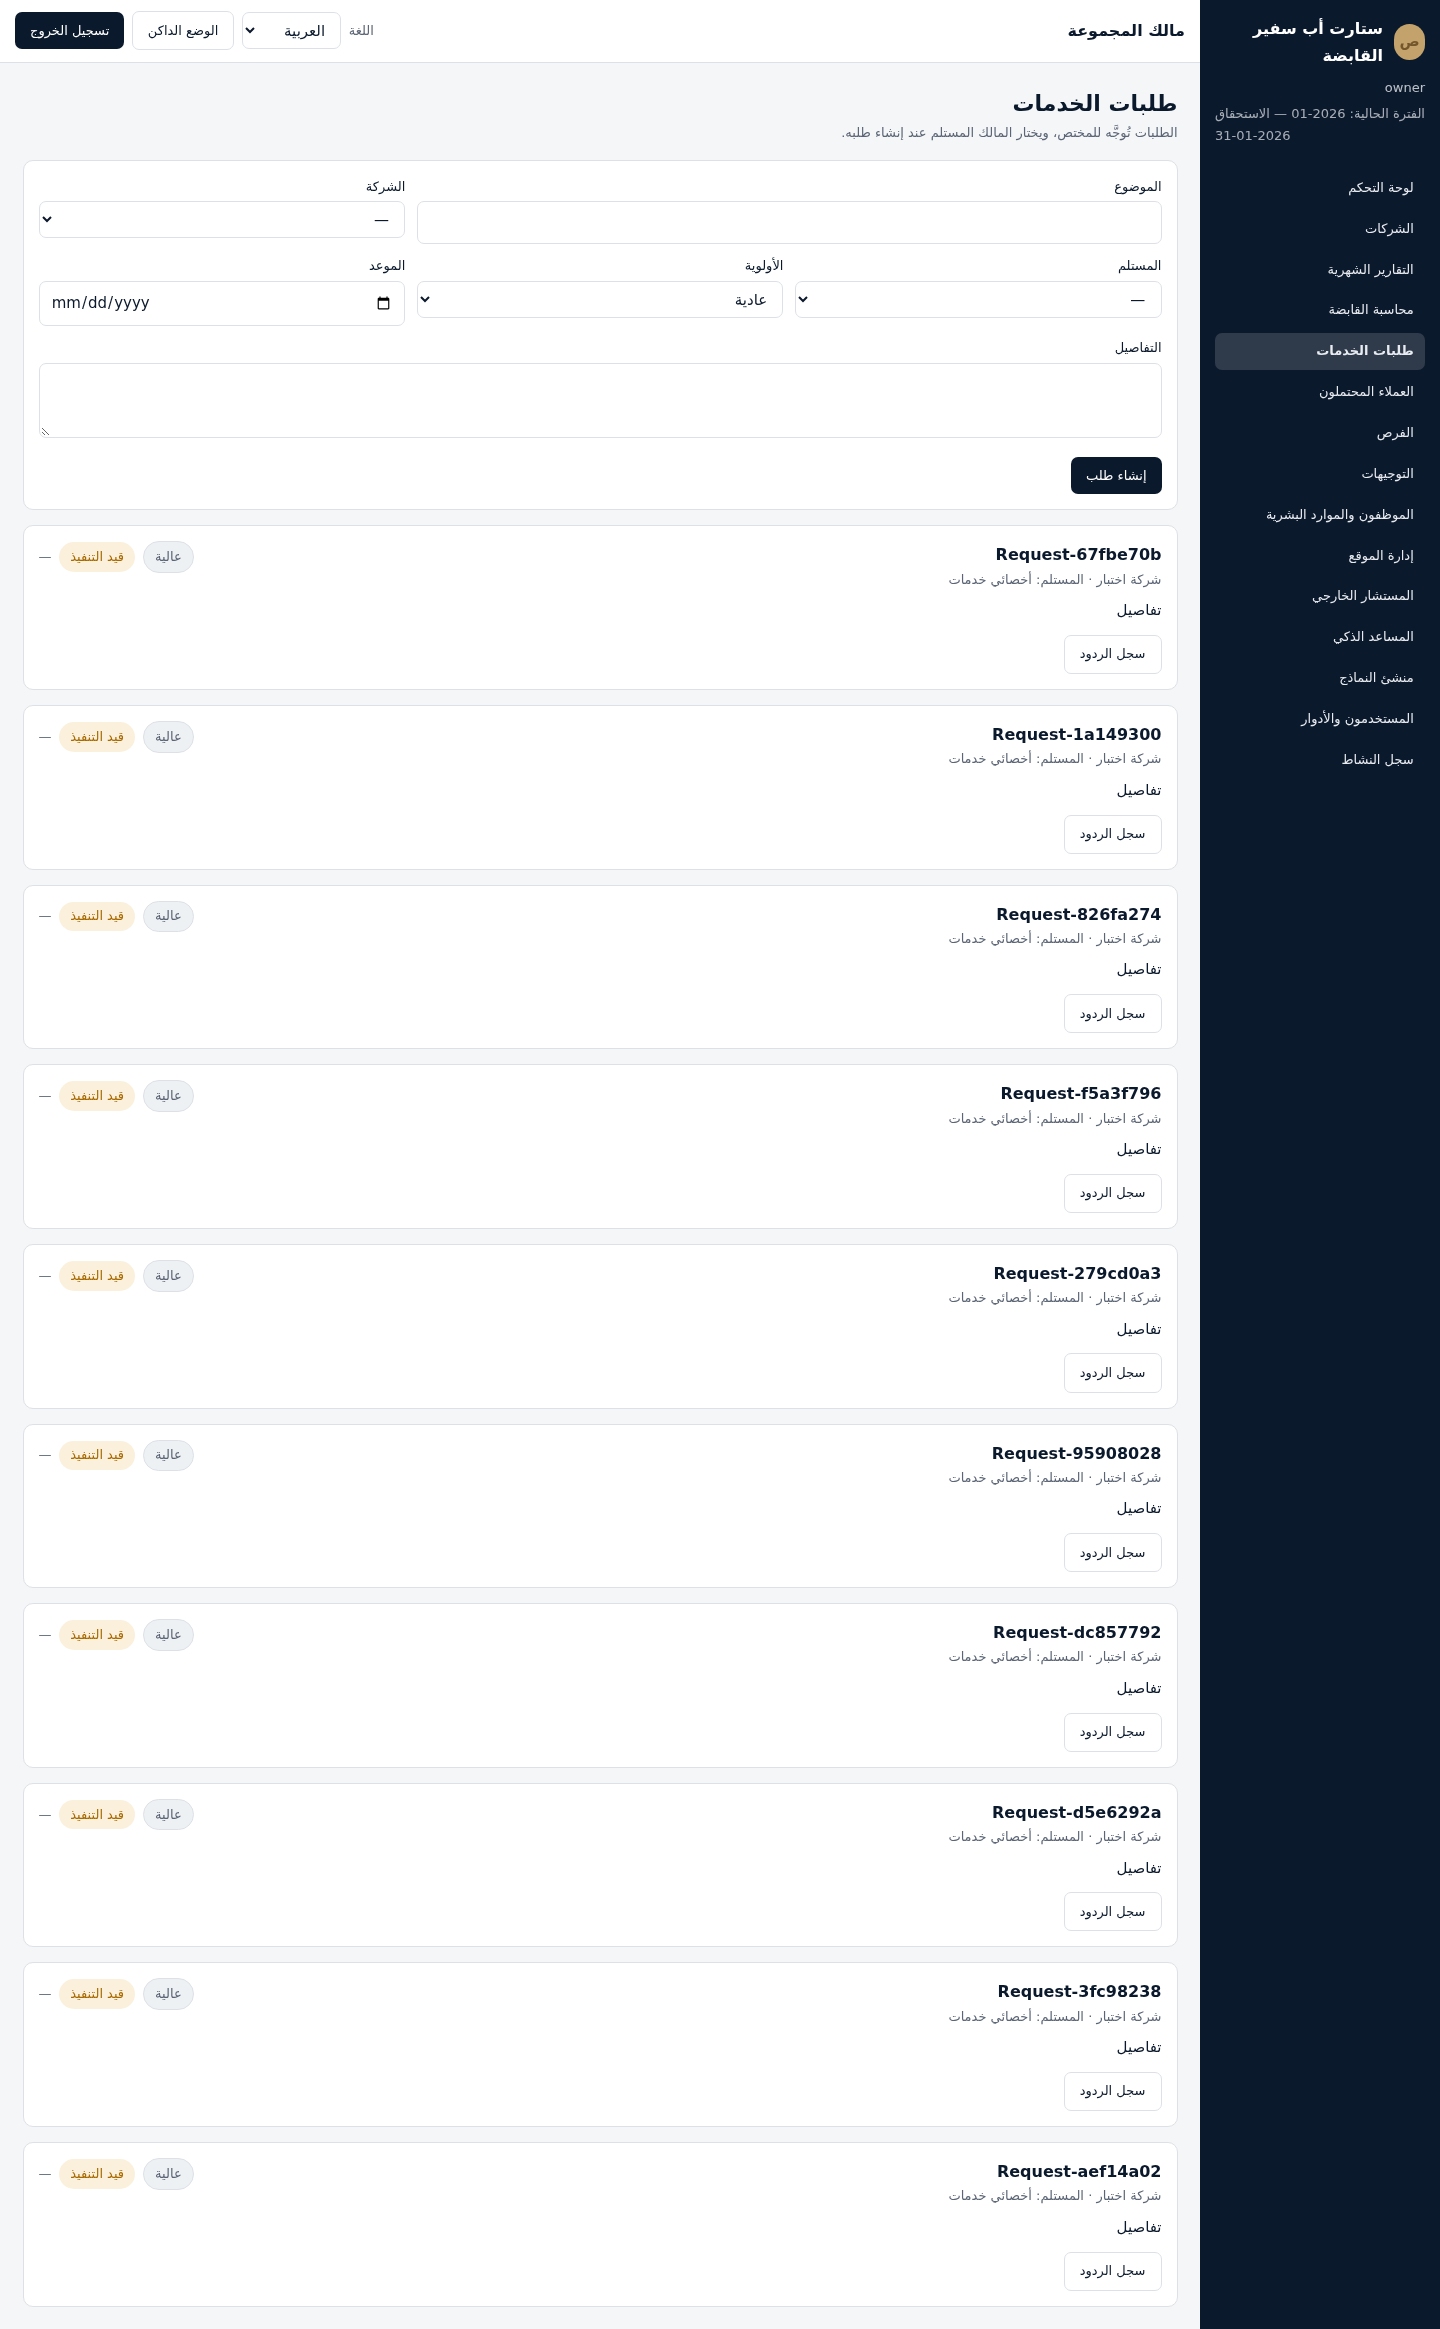 ص
ستارت أب سفير
القابضة
owner
الفترة الحالية: 2026-01 — الاستحقاق
2026-01-31
لوحة التحكم
الشركات
التقارير الشهرية
محاسبة القابضة
طلبات الخدمات
العملاء المحتملون
الفرص
التوجيهات
الموظفون والموارد البشرية
إدارة الموقع
المستشار الخارجي
المساعد الذكي
منشئ النماذج
المستخدمون والأدوار
سجل النشاط
مالك المجموعة
اللغة
العربية
الوضع الداكن
تسجيل الخروج
طلبات الخدمات
الطلبات تُوجَّه للمختص، ويختار المالك المستلم عند إنشاء طلبه.
الموضوع
الشركة
—
المستلم
الأولوية
الموعد
—
عادية
mm/dd/yyyy
التفاصيل
إنشاء طلب
Request-67fbe70b
عالية
قيد التنفيذ
—
شركة اختبار · المستلم: أخصائي خدمات
تفاصيل
سجل الردود
Request-1a149300
عالية
قيد التنفيذ
—
شركة اختبار · المستلم: أخصائي خدمات
تفاصيل
سجل الردود
Request-826fa274
عالية
قيد التنفيذ
—
شركة اختبار · المستلم: أخصائي خدمات
تفاصيل
سجل الردود
Request-f5a3f796
عالية
قيد التنفيذ
—
شركة اختبار · المستلم: أخصائي خدمات
تفاصيل
سجل الردود
Request-279cd0a3
عالية
قيد التنفيذ
—
شركة اختبار · المستلم: أخصائي خدمات
تفاصيل
سجل الردود
Request-95908028
عالية
قيد التنفيذ
—
شركة اختبار · المستلم: أخصائي خدمات
تفاصيل
سجل الردود
Request-dc857792
عالية
قيد التنفيذ
—
شركة اختبار · المستلم: أخصائي خدمات
تفاصيل
سجل الردود
Request-d5e6292a
عالية
قيد التنفيذ
—
شركة اختبار · المستلم: أخصائي خدمات
تفاصيل
سجل الردود
Request-3fc98238
عالية
قيد التنفيذ
—
شركة اختبار · المستلم: أخصائي خدمات
تفاصيل
سجل الردود
Request-aef14a02
عالية
قيد التنفيذ
—
شركة اختبار · المستلم: أخصائي خدمات
تفاصيل
سجل الردود